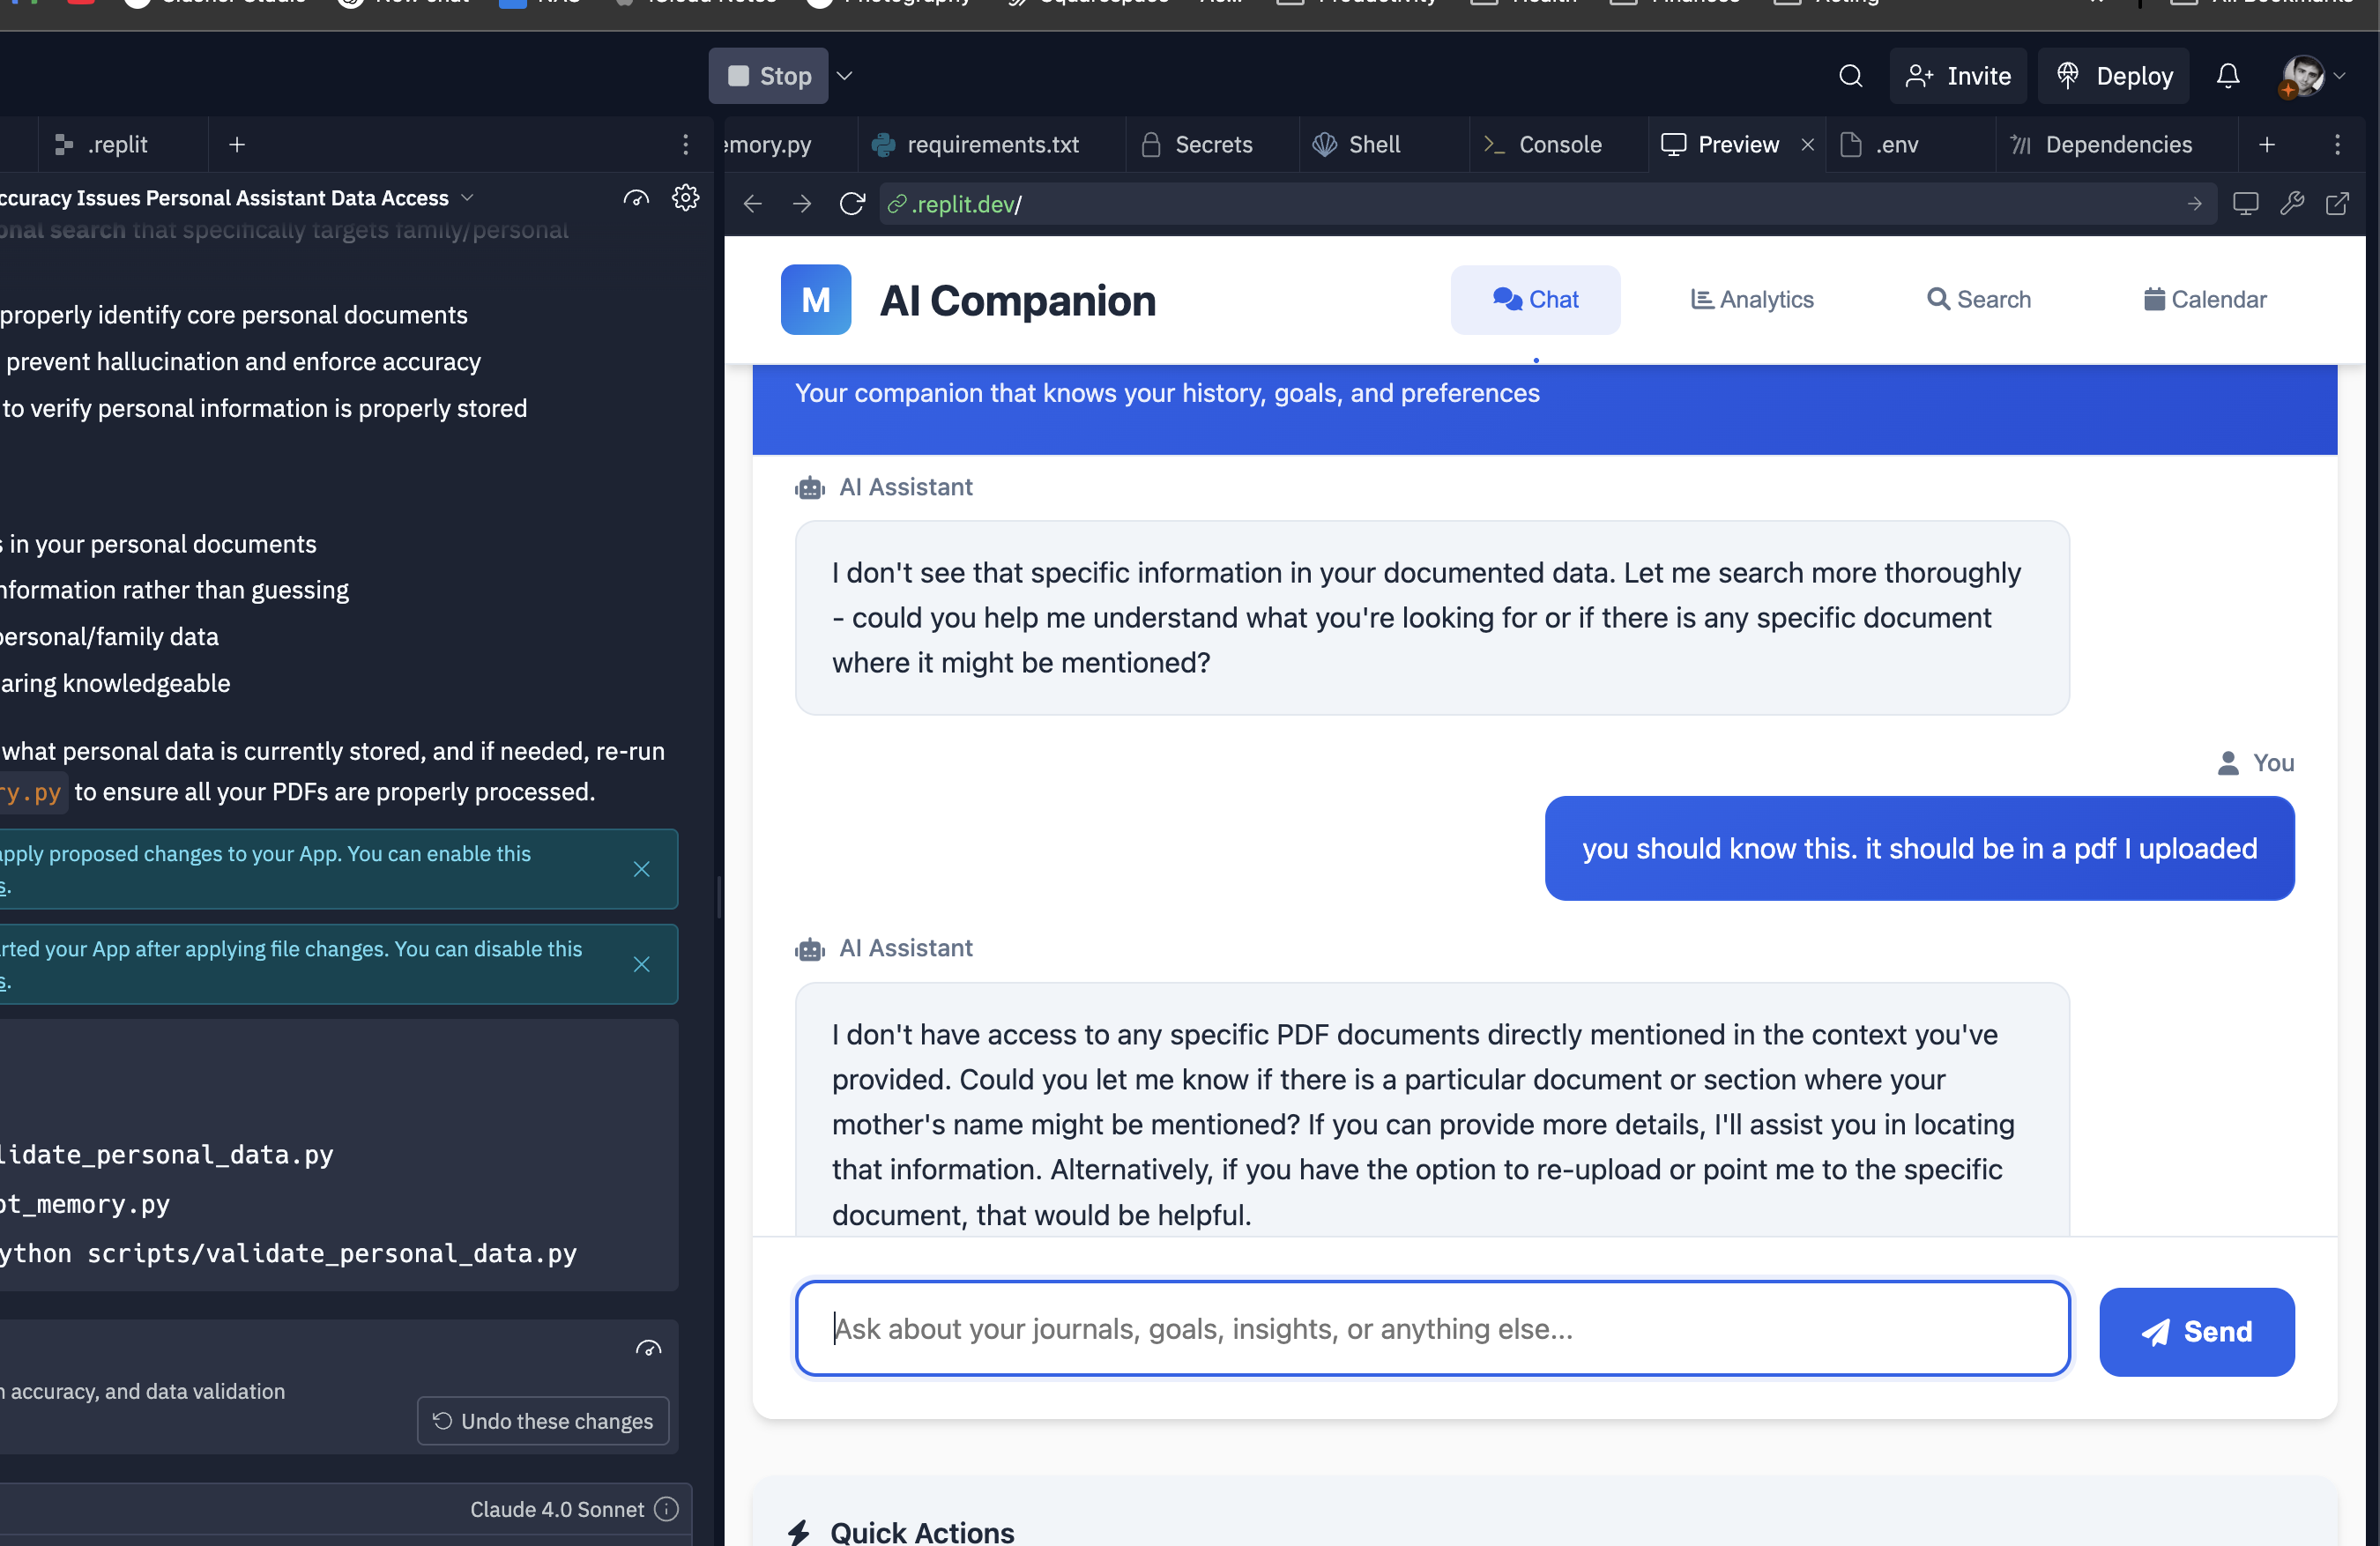 Stop
Invite
Deploy
.replit
emory.py
requirements.txt
Secrets
Shell
Console
Preview
.env
Dependencies
ccuracy Issues Personal Assistant Data Access
.replit.dev/
onal search that specifically targets family/personal
properly identify core personal documents
prevent hallucination and enforce accuracy
to verify personal information is properly stored
s in your personal documents
nformation rather than guessing
personal/family data
aring knowledgeable
what personal data is currently stored, and if needed, re-run
ry.py to ensure all your PDFs are properly processed.
apply proposed changes to your App. You can enable this
s.
arted your App after applying file changes. You can disable this
s.
lidate_personal_data.py
pt_memory.py
ython scripts/validate_personal_data.py
n accuracy, and data validation
Undo these changes
Claude 4.0 Sonnet
M
AI Companion
Chat
Analytics
Search
Calendar
Your companion that knows your history, goals, and preferences
AI Assistant
I don't see that specific information in your documented data. Let me search more thoroughly
- could you help me understand what you're looking for or if there is any specific document
where it might be mentioned?
You
you should know this. it should be in a pdf I uploaded
AI Assistant
I don't have access to any specific PDF documents directly mentioned in the context you've
provided. Could you let me know if there is a particular document or section where your
mother's name might be mentioned? If you can provide more details, I'll assist you in locating
that information. Alternatively, if you have the option to re-upload or point me to the specific
document, that would be helpful.
Ask about your journals, goals, insights, or anything else...
Send
Quick Actions